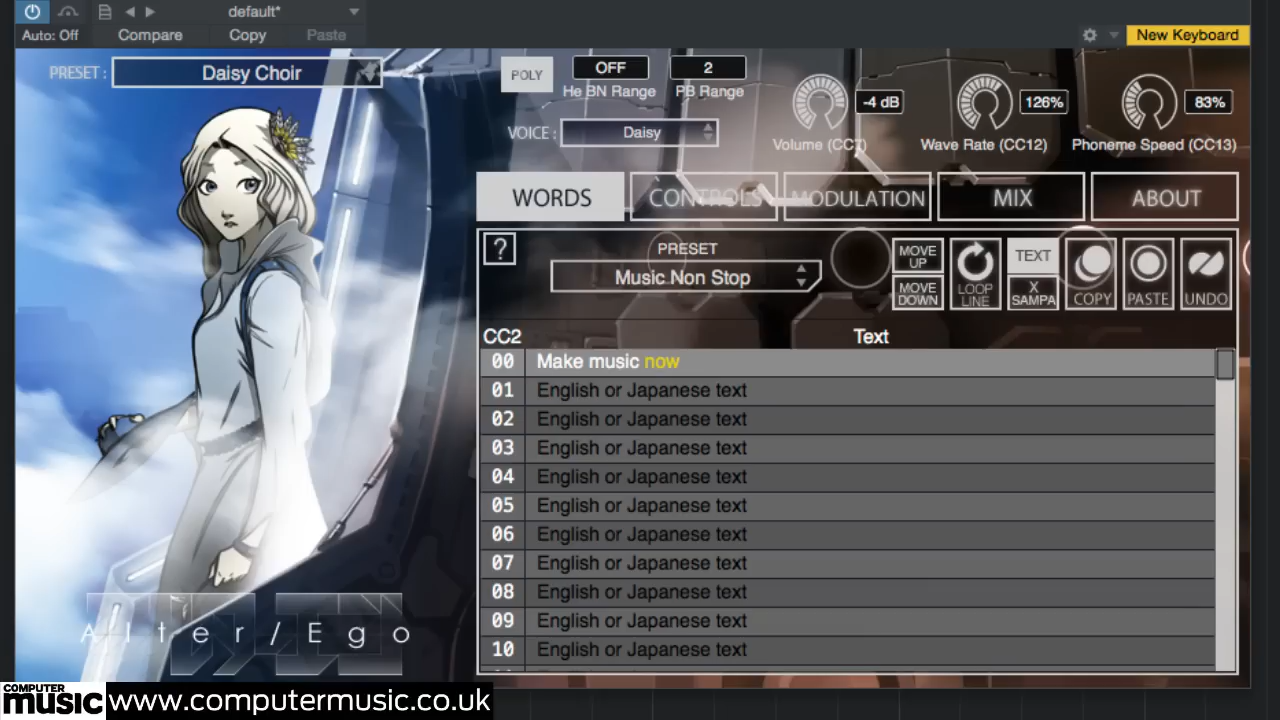 default*
Auto: Off Compare Copy Paste New Keyboard
PRESET : Daisy Choir
POLY OFF 2
He BN Range PB Range
VOICE : Daisy
-4 dB 126% 83%
Volume (CC7) Wave Rate (CC12) Phoneme Speed (CC13)
WORDS CONTROLS MODULATION MIX ABOUT
? PRESET
Music Non Stop
MOVE UP
MOVE DOWN
LOOP LINE
TEXT
X SAMPA
COPY PASTE UNDO
CC2 Text
00 Make music now
01 English or Japanese text
02 English or Japanese text
03 English or Japanese text
04 English or Japanese text
05 English or Japanese text
06 English or Japanese text
07 English or Japanese text
08 English or Japanese text
09 English or Japanese text
10 English or Japanese text
Alter/Ego
COMPUTER music www.computermusic.co.uk